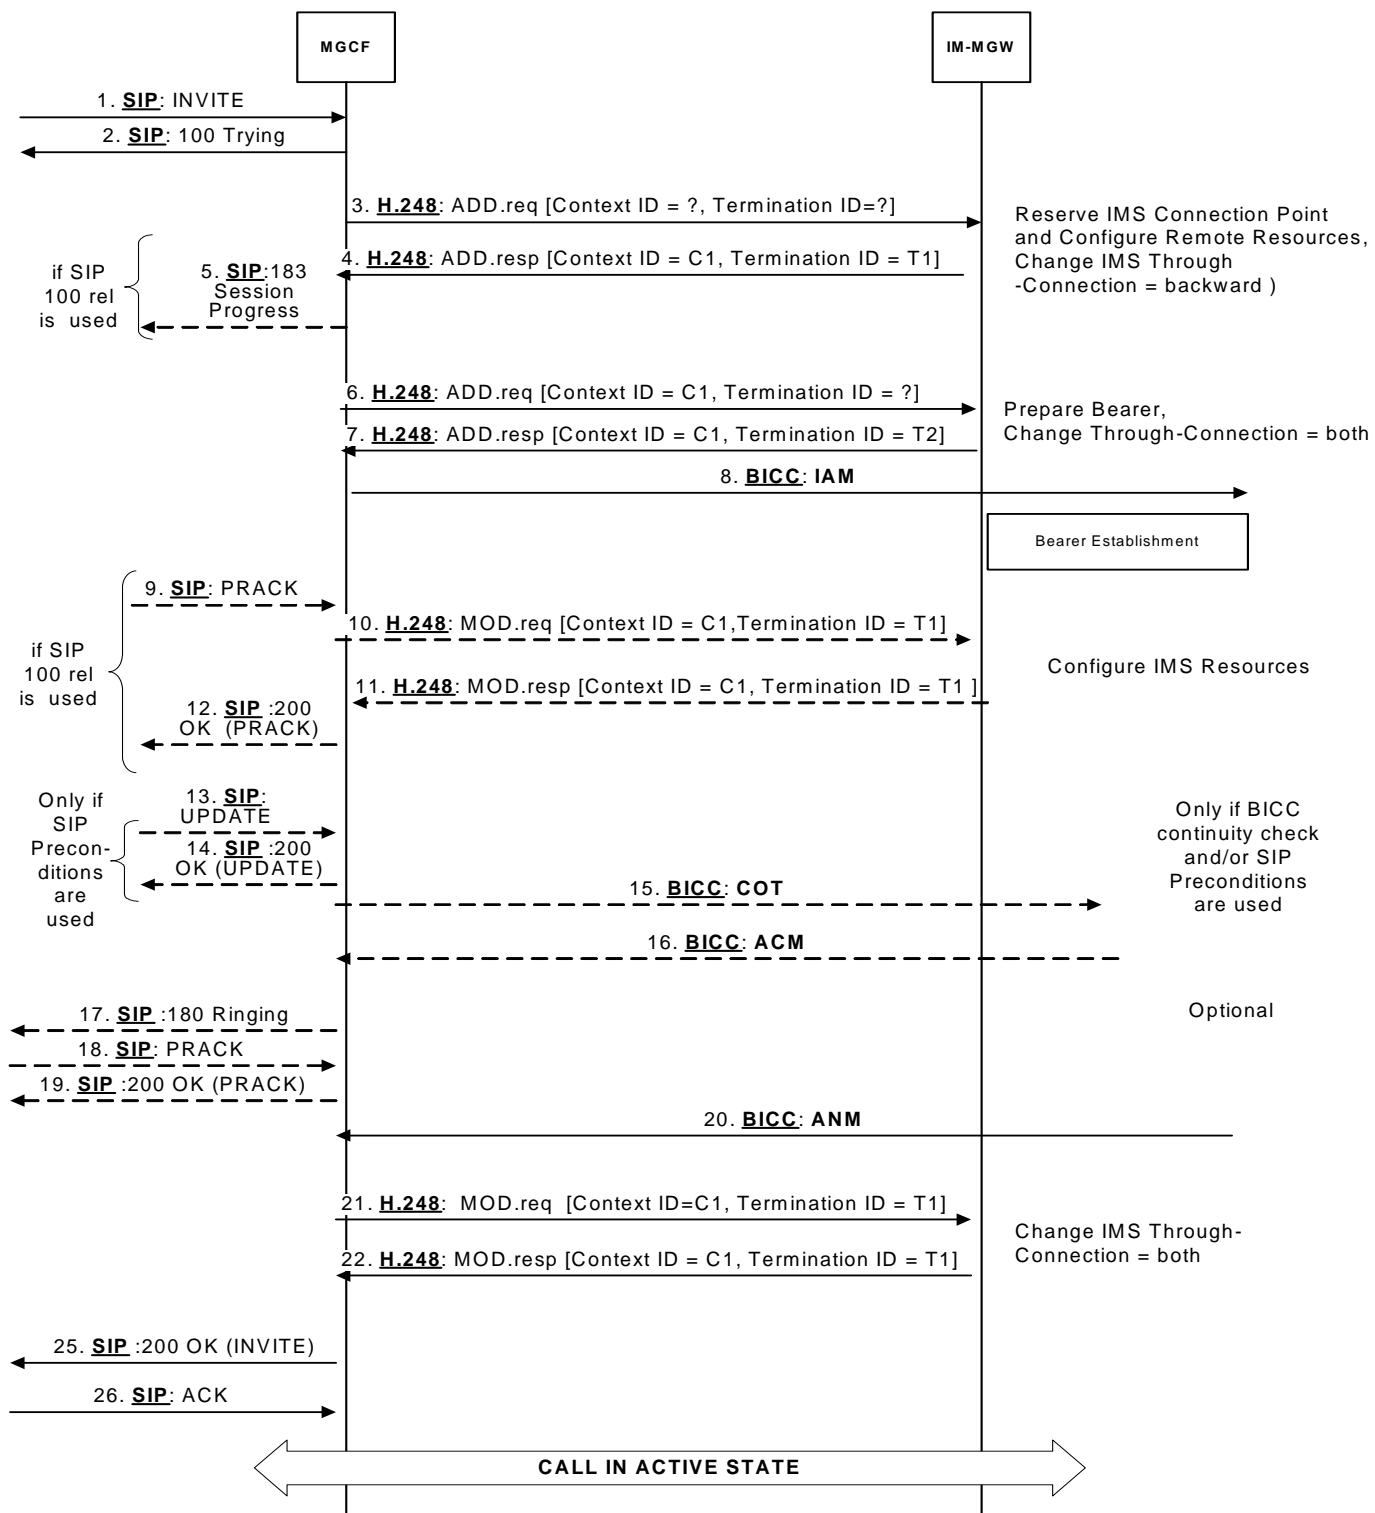 MGCF
IM-MGW
1. SIP: INVITE
2. SIP: 100 Trying
3. H.248: ADD.req [Context ID = ?, Termination ID=?]
Reserve IMS Connection Point
and Configure Remote Resources,
Change IMS Through
-Connection = backward )
4. H.248: ADD.resp [Context ID = C1, Termination ID = T1]
if SIP
100 rel
is used
5. SIP:183
Session
Progress
6. H.248: ADD.req [Context ID = C1, Termination ID = ?]
Prepare Bearer,
Change Through-Connection = both
7. H.248: ADD.resp [Context ID = C1, Termination ID = T2]
8. BICC: IAM
Bearer Establishment
9. SIP: PRACK
10. H.248: MOD.req [Context ID = C1,Termination ID = T1]
if SIP
100 rel
is used
Configure IMS Resources
11. H.248: MOD.resp [Context ID = C1, Termination ID = T1 ]
12. SIP :200
OK (PRACK)
Only if
SIP
Precon-
ditions
are
used
13. SIP:
UPDATE
14. SIP :200
OK (UPDATE)
Only if BICC
continuity check
and/or SIP
Preconditions
are used
15. BICC: COT
16. BICC: ACM
17. SIP :180 Ringing
Optional
18. SIP: PRACK
19. SIP :200 OK (PRACK)
20. BICC: ANM
21. H.248: MOD.req [Context ID=C1, Termination ID = T1]
Change IMS Through-
Connection = both
22. H.248: MOD.resp [Context ID = C1, Termination ID = T1]
25. SIP :200 OK (INVITE)
26. SIP: ACK
CALL IN ACTIVE STATE